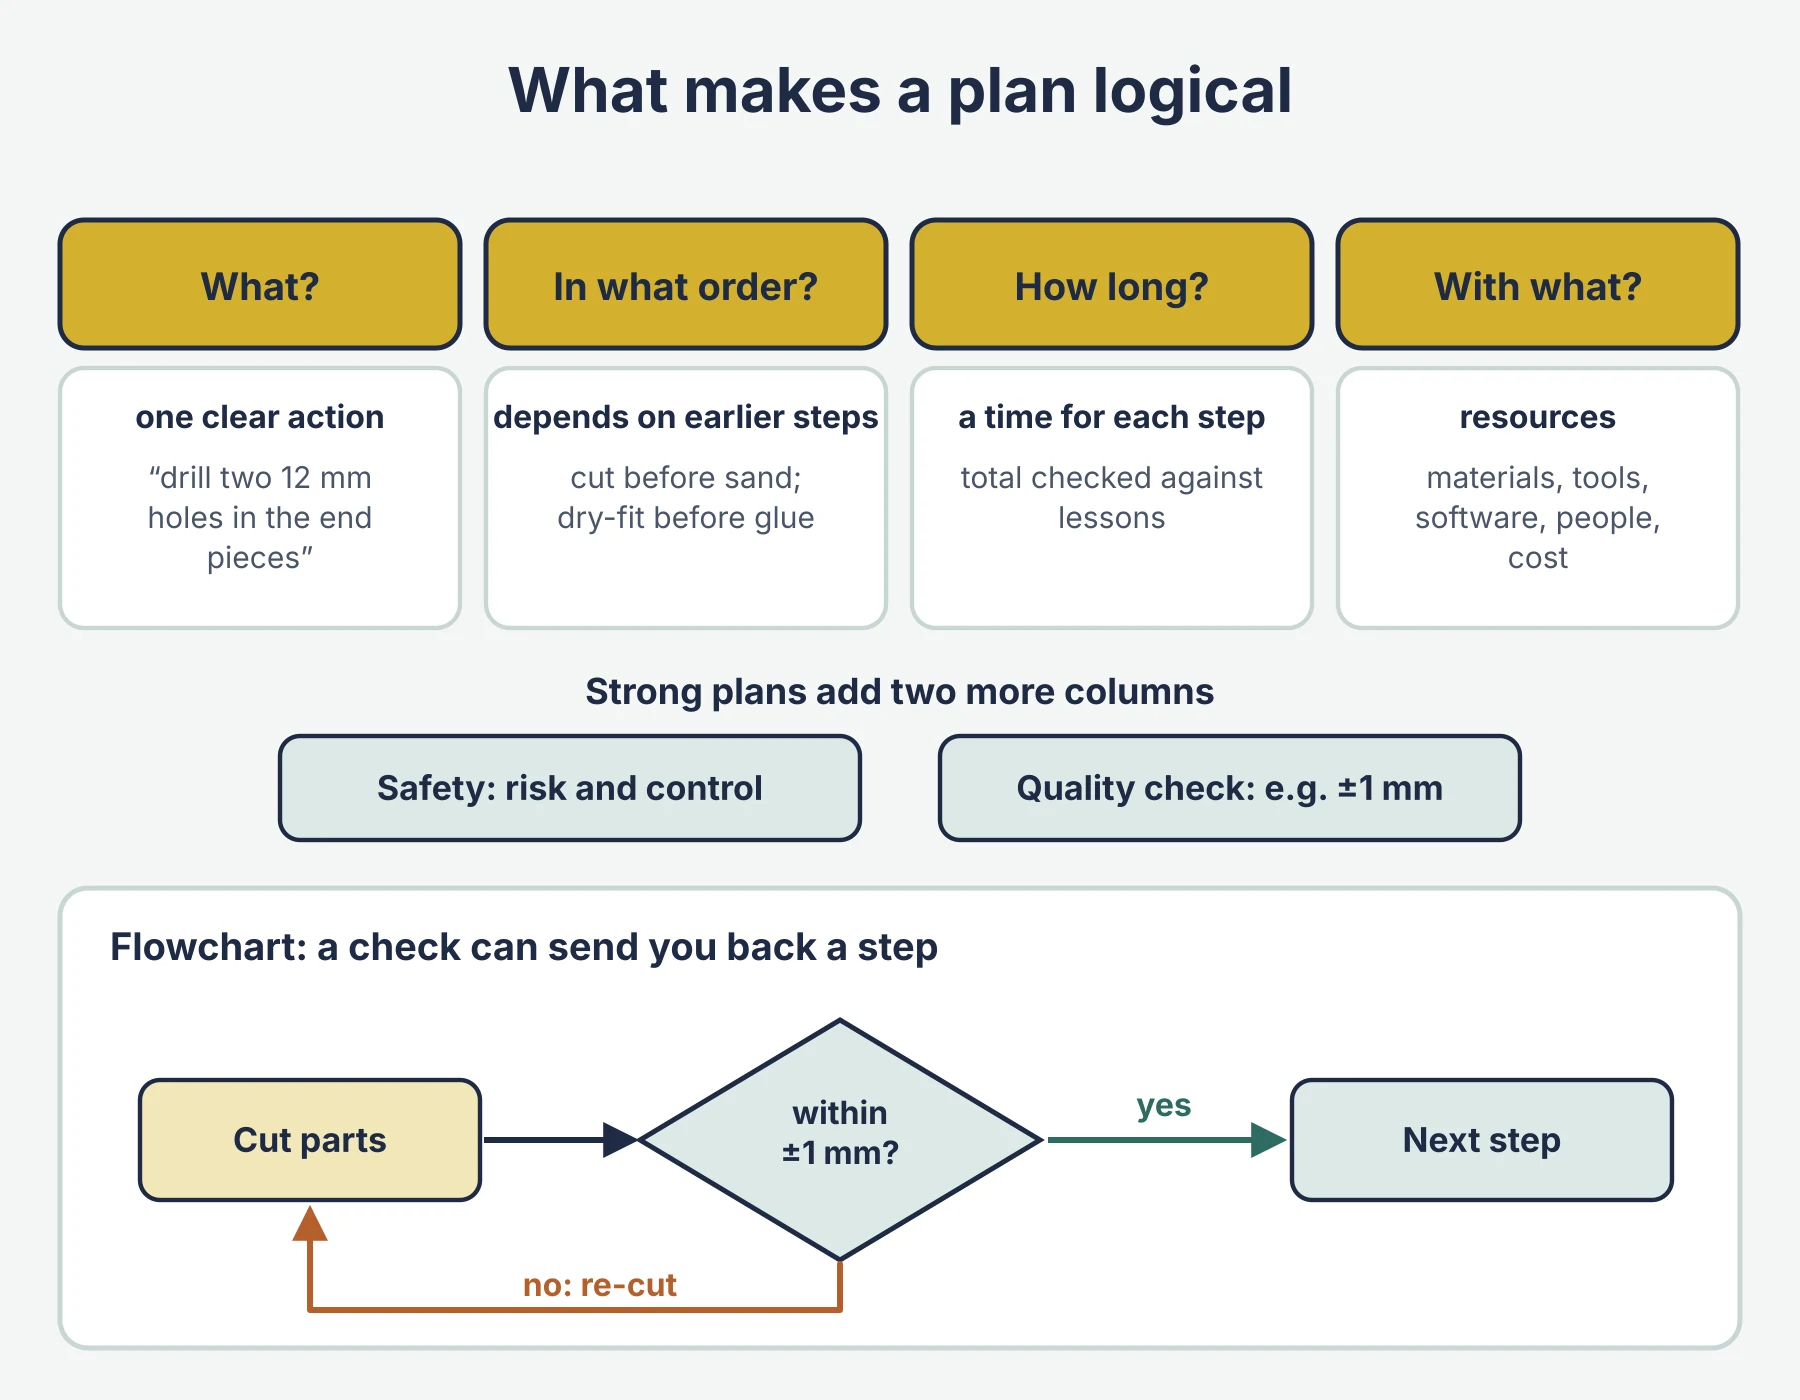 What makes a plan logical
What?
In what order?
How long?
With what?
one clear action
“drill two 12 mm
holes in the end
pieces”
depends on earlier steps
cut before sand;
dry-fit before glue
a time for each step
total checked against
lessons
resources
materials, tools,
software, people,
cost
Strong plans add two more columns
Safety: risk and control
Quality check: e.g. ±1 mm
Flowchart: a check can send you back a step
Cut parts
within
±1 mm?
yes
Next step
no: re-cut